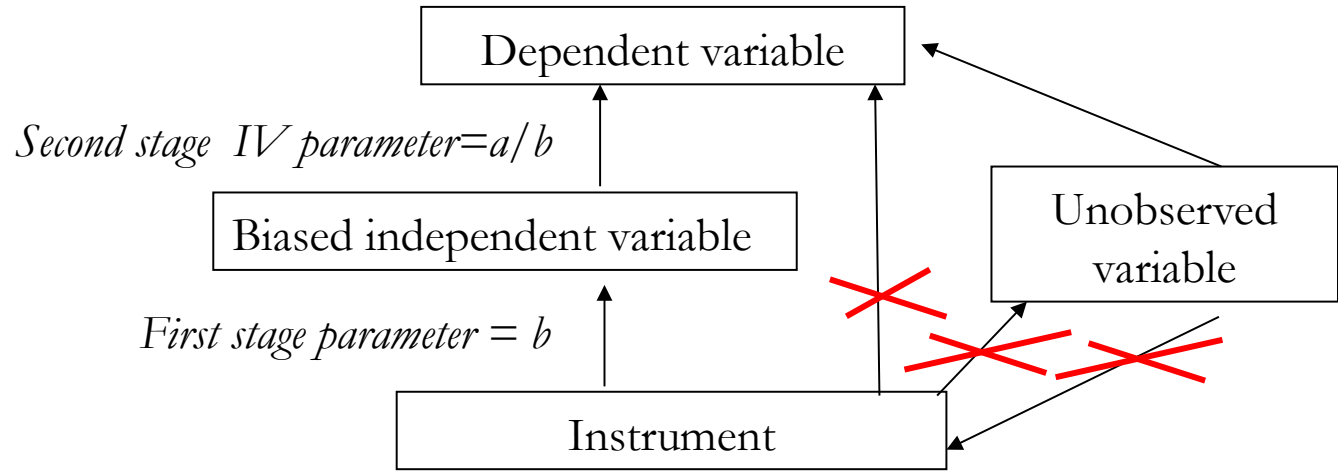 Dependent variable
Second stage IV parameter=a/b
Biased independent variable
Unobserved
variable
First stage parameter = b
Instrument